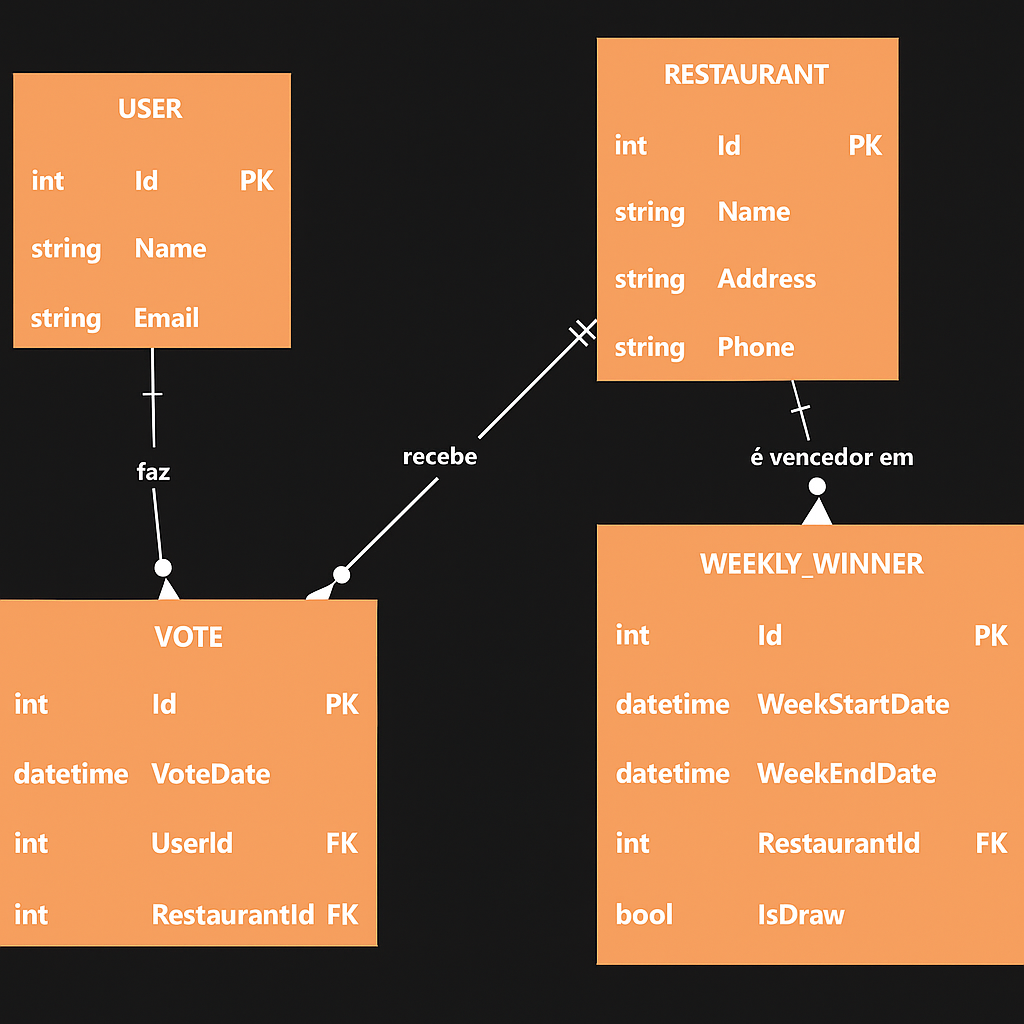 USER
int Id PK
string Name
string Email
RESTAURANT
int Id PK
string Name
string Address
string Phone
faz
recebe
é vencedor em
VOTE
int Id PK
datetime VoteDate
int UserId FK
int RestaurantId FK
WEEKLY_WINNER
int Id PK
datetime WeekStartDate
datetime WeekEndDate
int RestaurantId FK
bool IsDraw